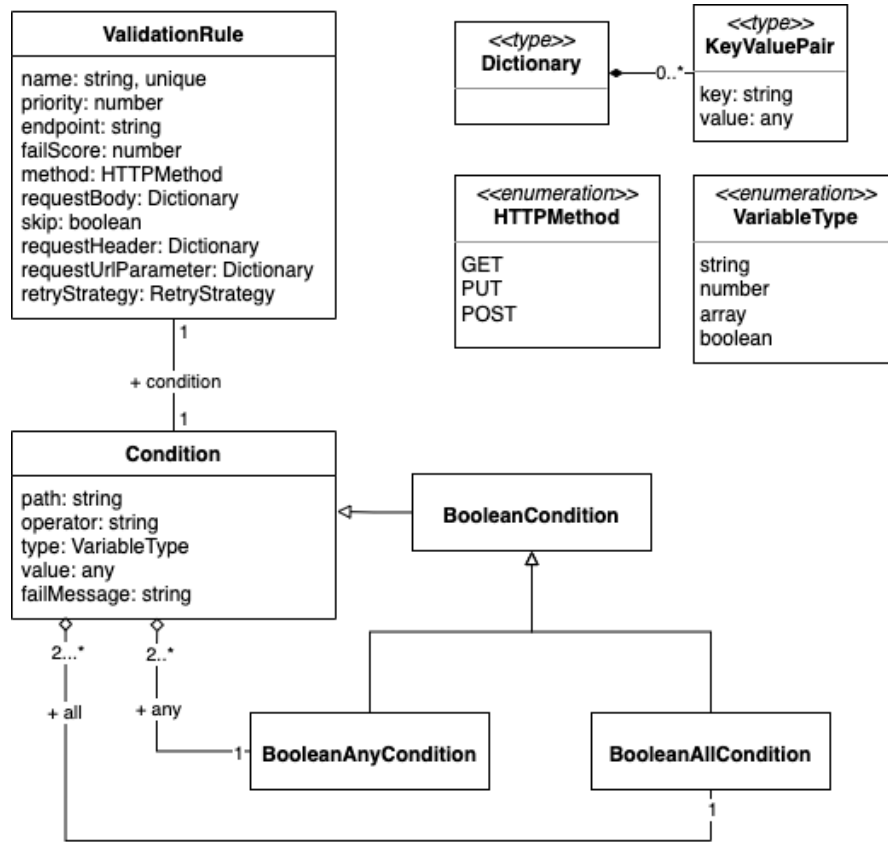 ValidationRule
name: string, unique
priority: number
endpoint: string
failScore: number
method: HTTPMethod
requestBody: Dictionary
skip: boolean
requestHeader: Dictionary
requestUrlParameter: Dictionary
retryStrategy: RetryStrategy
<<type>>
Dictionary
0..*
<<type>>
KeyValuePair
key: string
value: any
<<enumeration>>
HTTPMethod
GET
PUT
POST
<<enumeration>>
VariableType
string
number
array
boolean
1
+ condition
1
Condition
path: string
operator: string
type: VariableType
value: any
failMessage: string
BooleanCondition
2...*
2..*
+ all
+ any
1
BooleanAnyCondition
BooleanAllCondition
1